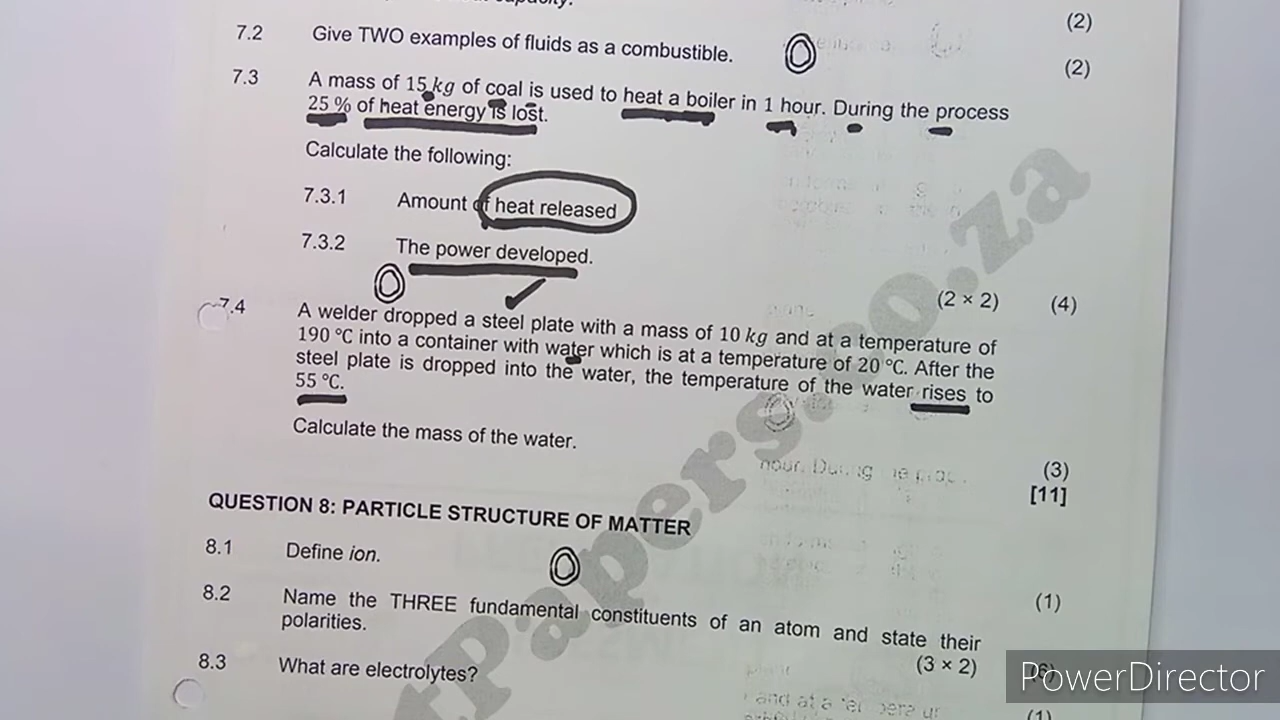 capacity.
(2)
7.2 Give TWO examples of fluids as a combustible.
(2)
7.3 A mass of 15 kg of coal is used to heat a boiler in 1 hour. During the process
25 % of heat energy is lost.
Calculate the following:
7.3.1 Amount of heat released
7.3.2 The power developed.
(2 × 2) (4)
7.4 A welder dropped a steel plate with a mass of 10 kg and at a temperature of
190 °C into a container with water which is at a temperature of 20 °C. After the
steel plate is dropped into the water, the temperature of the water rises to
55 °C.
Calculate the mass of the water.
(3)
[11]
QUESTION 8: PARTICLE STRUCTURE OF MATTER
8.1 Define ion.
(1)
8.2 Name the THREE fundamental constituents of an atom and state their
polarities.
(3 × 2) (6)
8.3 What are electrolytes?
(1)
tPapers.co.za
PowerDirector